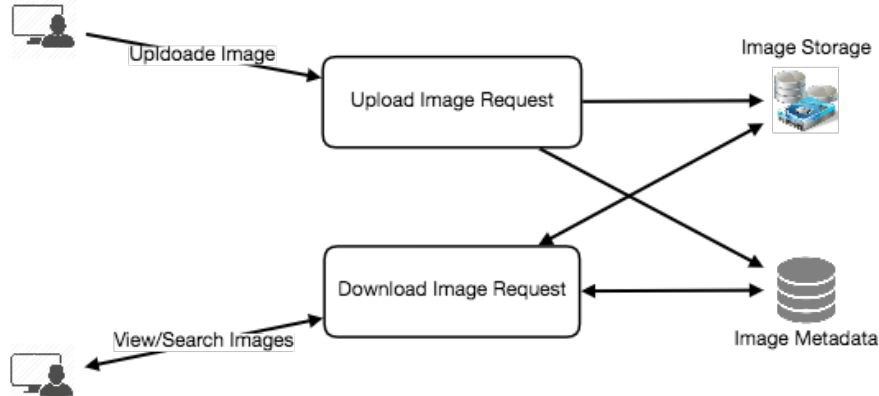 Upldoade Image
Image Storage
Upload Image Request
Download Image Request
View/Search Images
Image Metadata